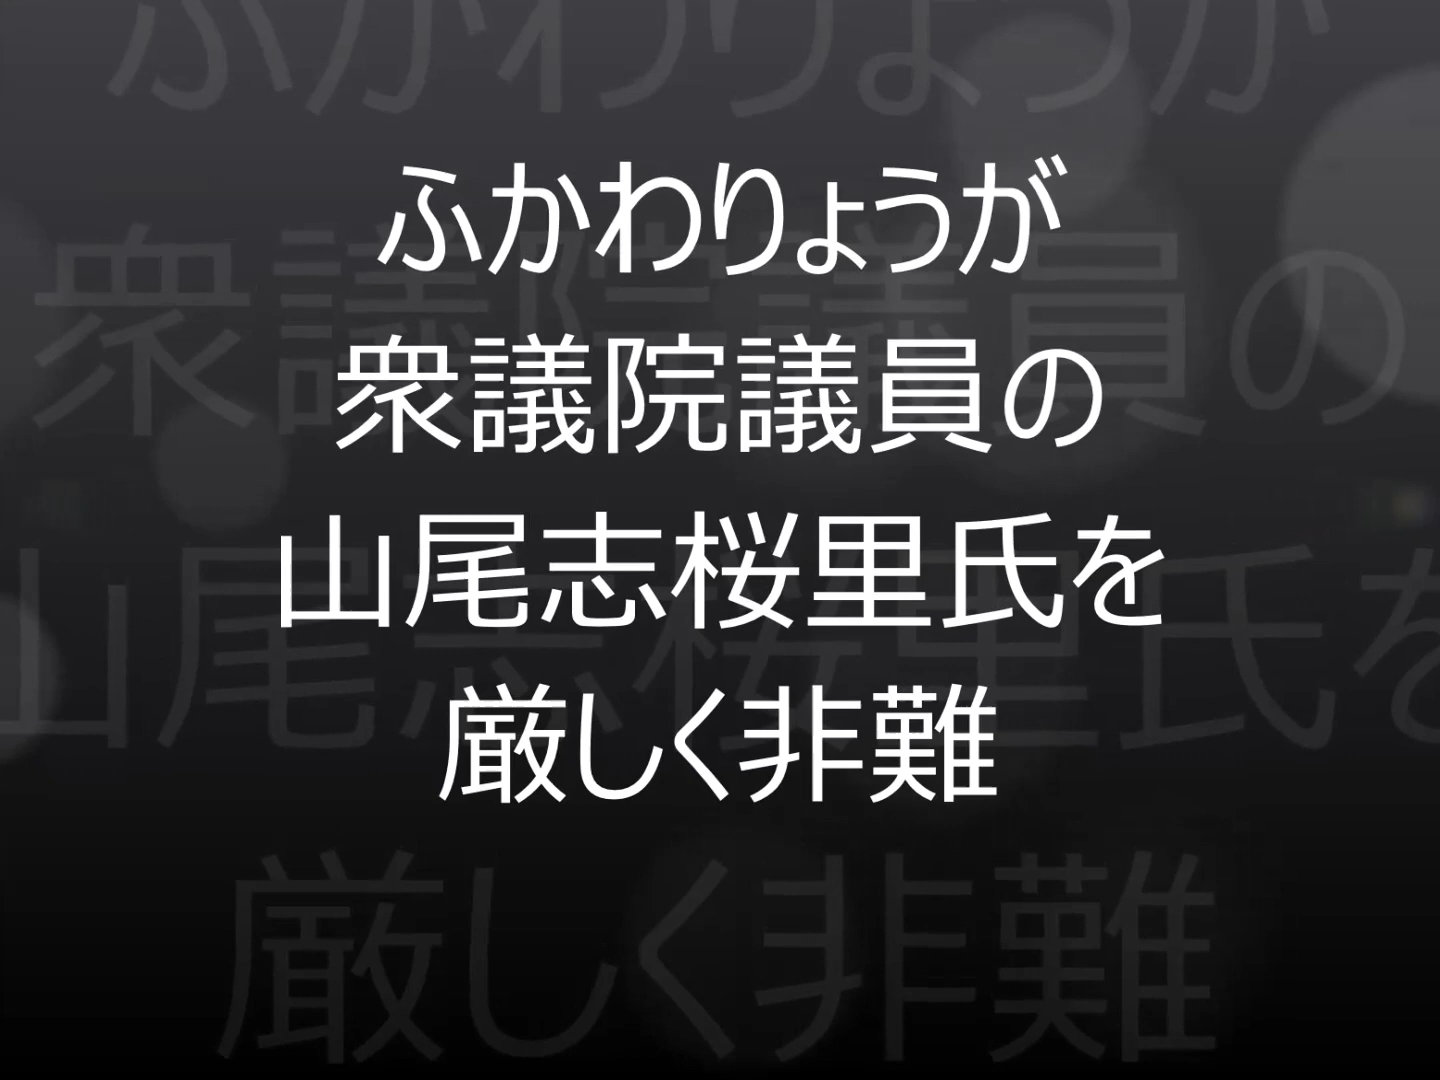 ふかわりょうが
衆議院議員の
山尾志桜里氏を
厳しく非難